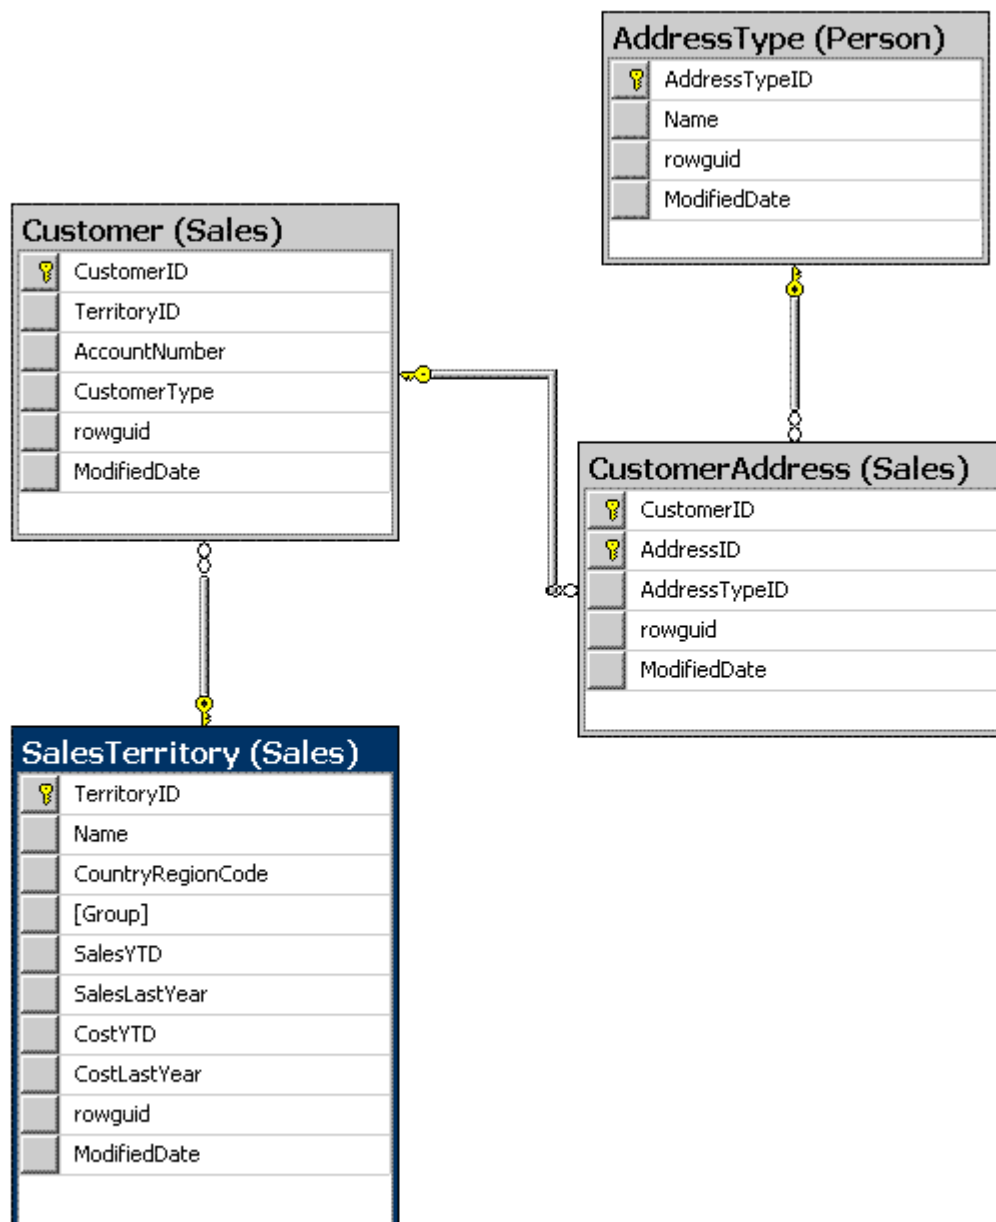 AddressType (Person)
AddressTypeID
Name
rowguid
ModifiedDate
Customer (Sales)
CustomerID
TerritoryID
AccountNumber
CustomerType
rowguid
ModifiedDate
CustomerAddress (Sales)
CustomerID
AddressID
AddressTypeID
rowguid
ModifiedDate
SalesTerritory (Sales)
TerritoryID
Name
CountryRegionCode
[Group]
SalesYTD
SalesLastYear
CostYTD
CostLastYear
rowguid
ModifiedDate